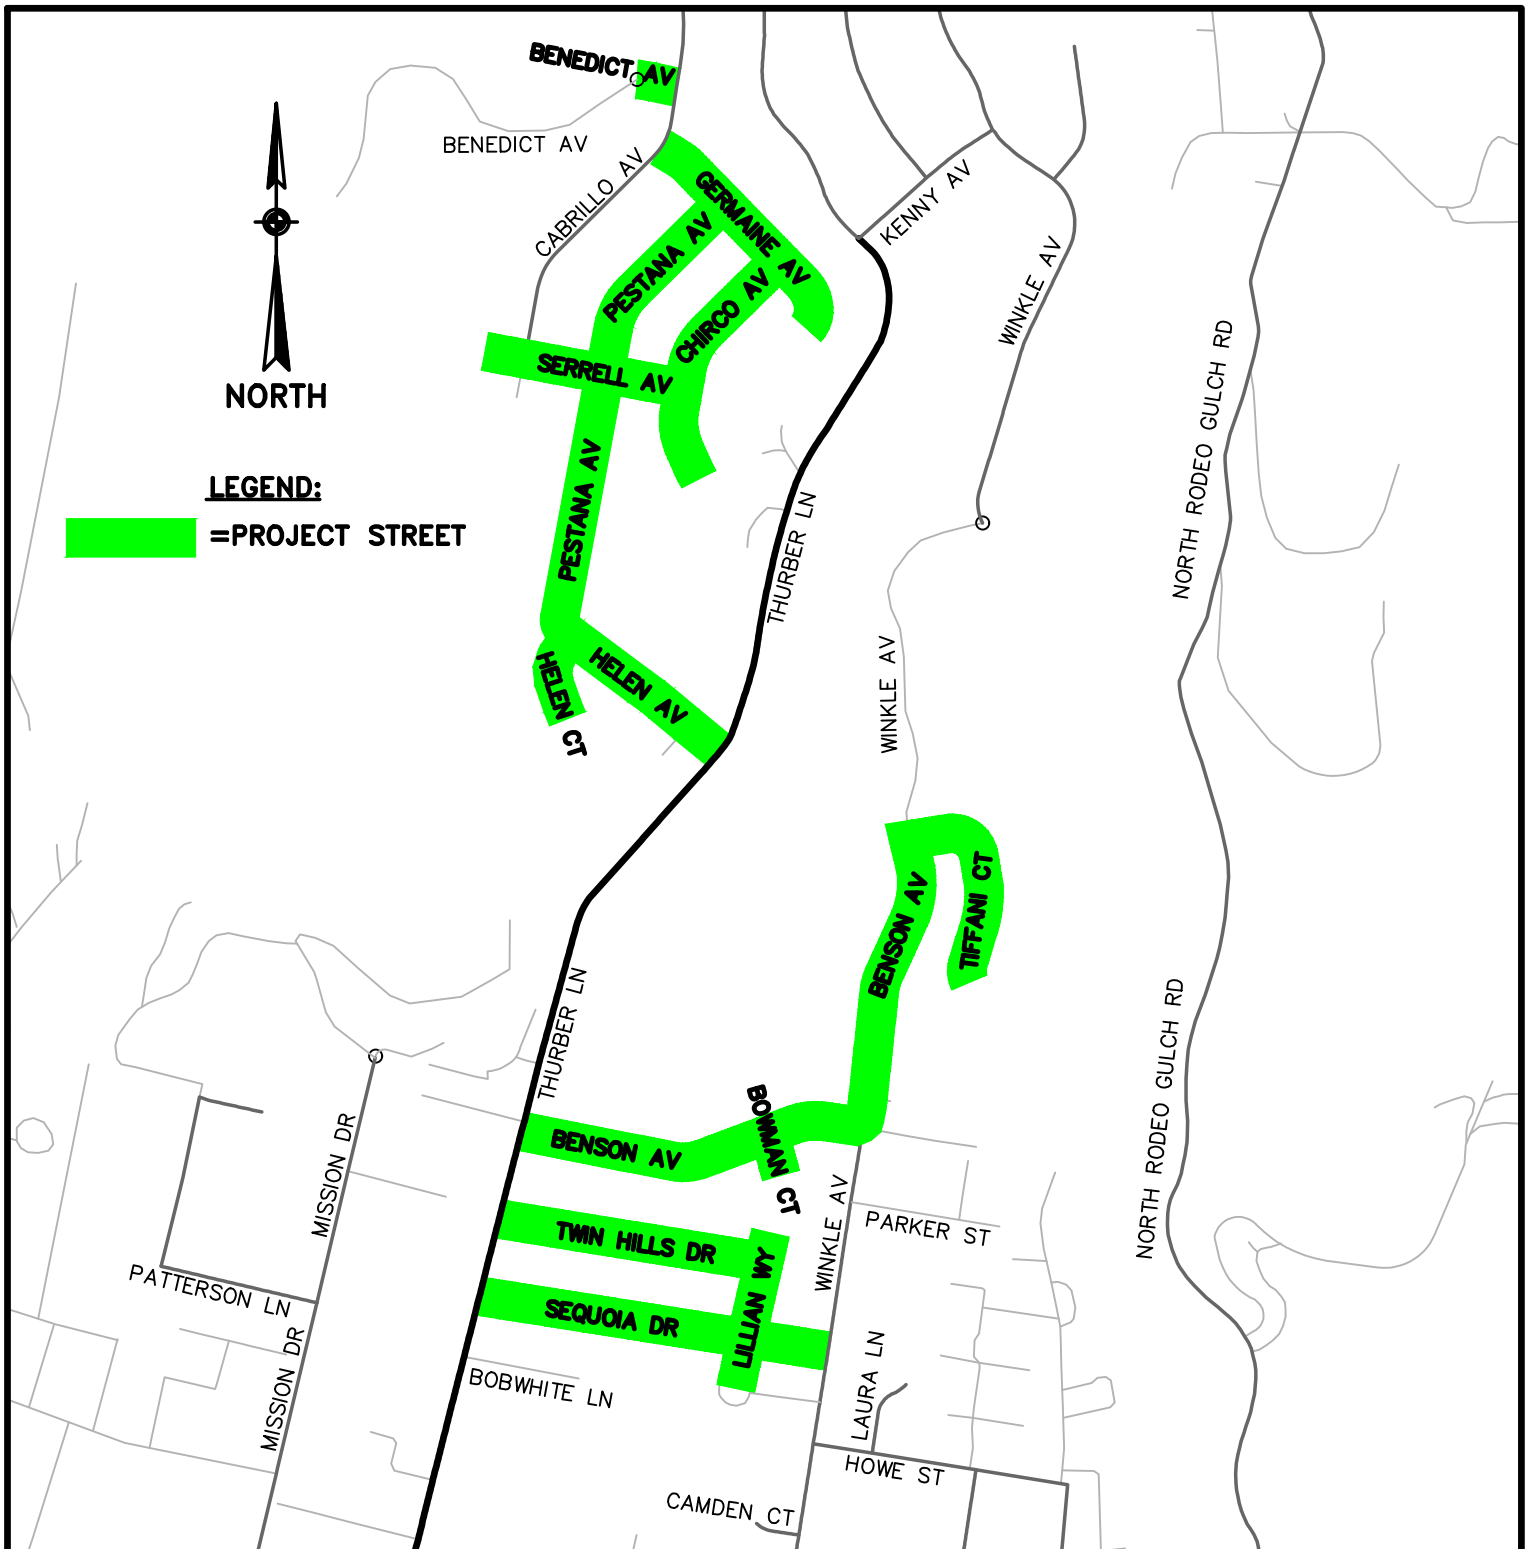 BENEDICT AV
BENEDICT AV
CABRILLO AV
GERMAINE AV
KENNY AV
PESTANA AV
CHIRCO AV
WINKLE AV
SERRELL AV
NORTH
NORTH RODEO GULCH RD
LEGEND:
=PROJECT STREET
PESTANA AV
THURBER LN
HELEN CT
HELEN AV
WINKLE AV
BENSON AV
TIFFANI CT
THURBER LN
NORTH RODEO GULCH RD
MISSION DR
BENSON AV
BOWMAN CT
WINKLE AV
PARKER ST
TWIN HILLS DR
LILLIAN WY
PATTERSON LN
SEQUOIA DR
MISSION DR
LAURA LN
BOBWHITE LN
HOWE ST
CAMDEN CT